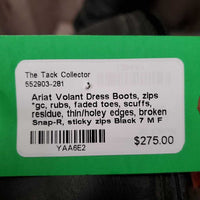 The Tack Collector
552903-281
Ariat Volant Dress Boots, zips
*gc, rubs, faded toes, scuffs,
residue, thin/holey edges, broken
Snap-R, sticky zips Black 7 M F
YAA6E2
$275.00